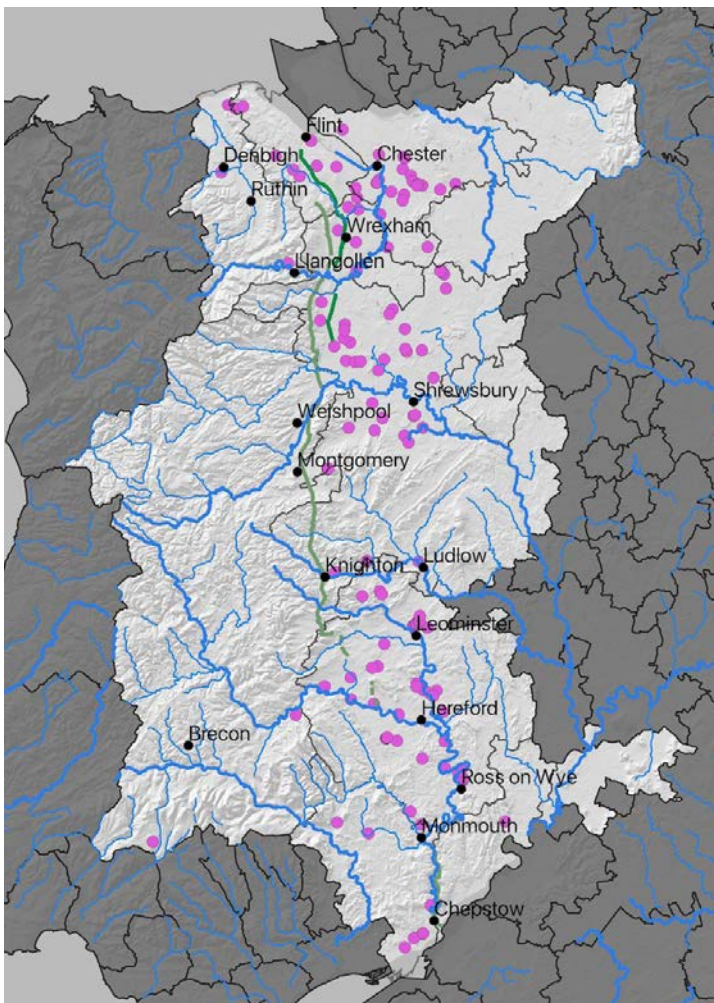 Flint
Denbigh
Chester
Ruthin
Wrexham
Llangollen
Shrewsbury
Welshpool
Montgomery
Ludlow
Knighton
Leominster
Hereford
Brecon
Ross on Wye
Monmouth
Chepstow